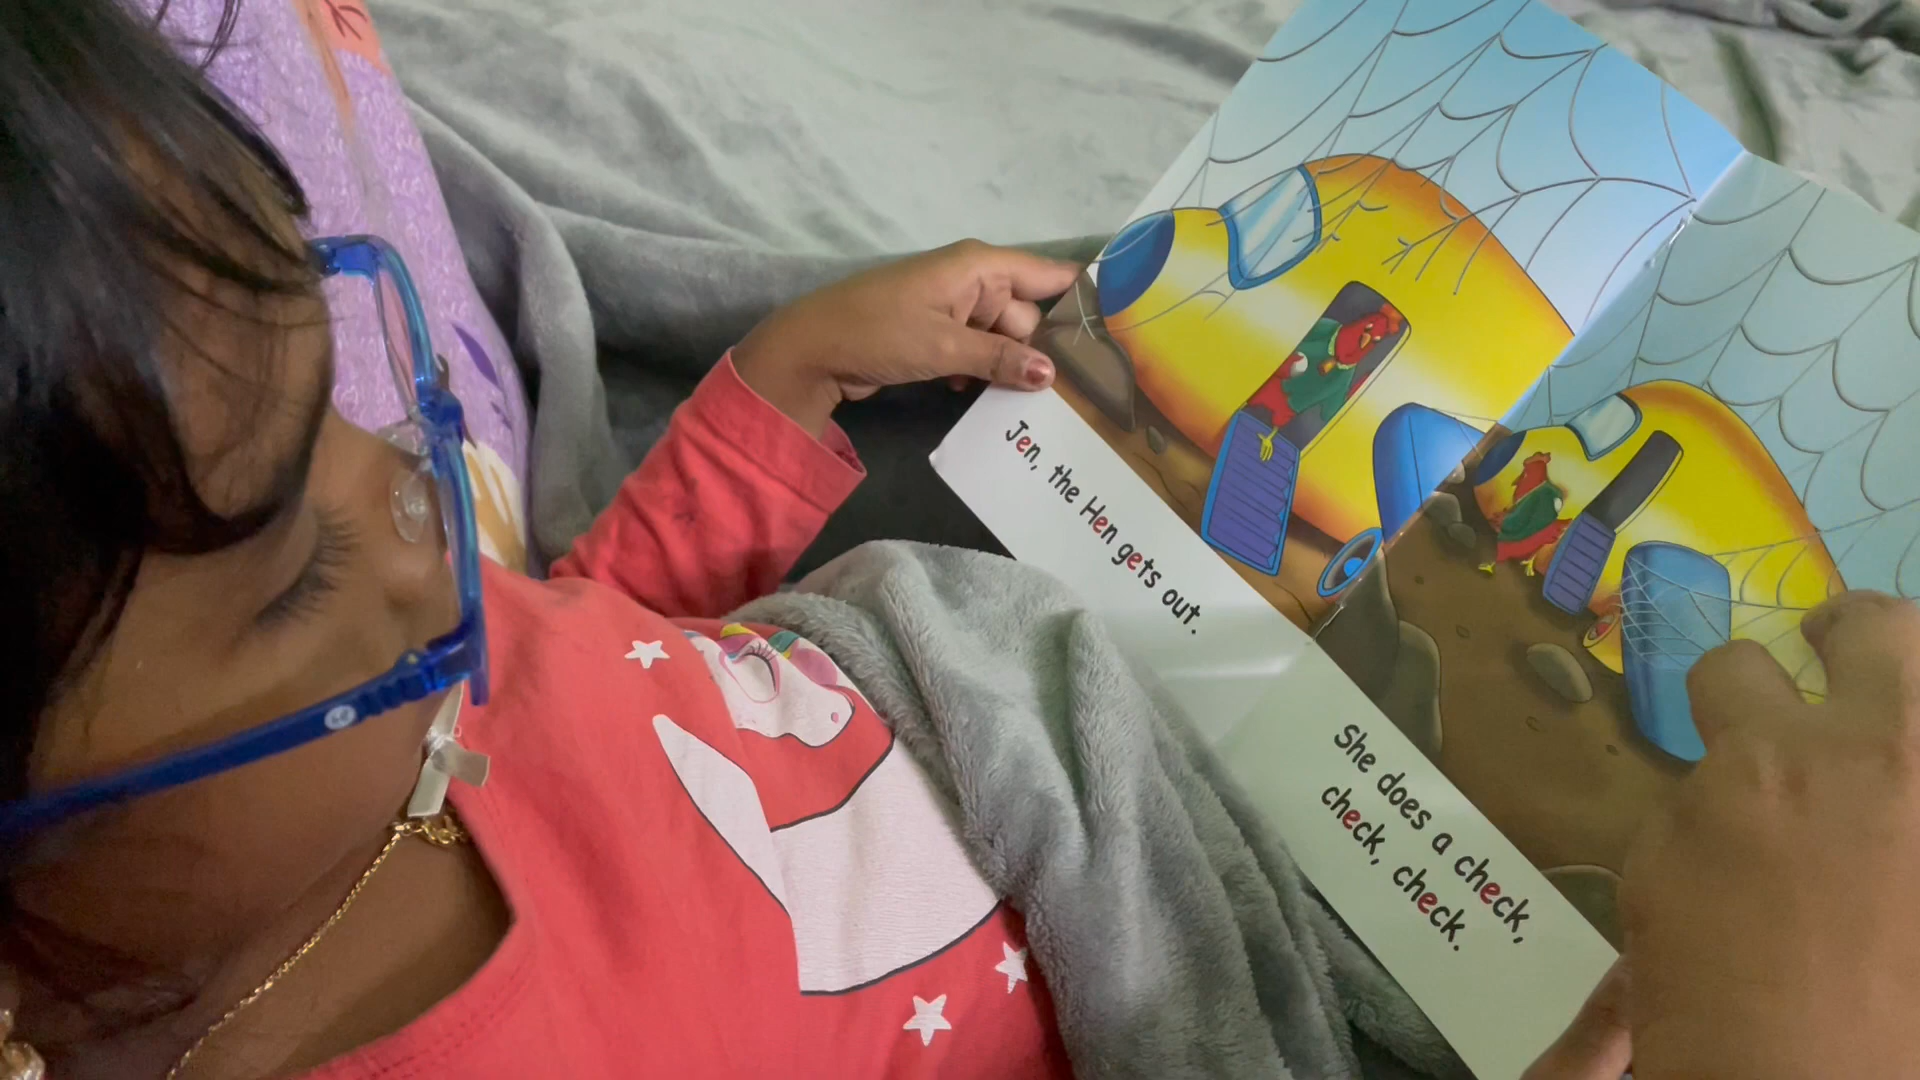 Jen, the Hen gets out.
She does a check,
check, check.